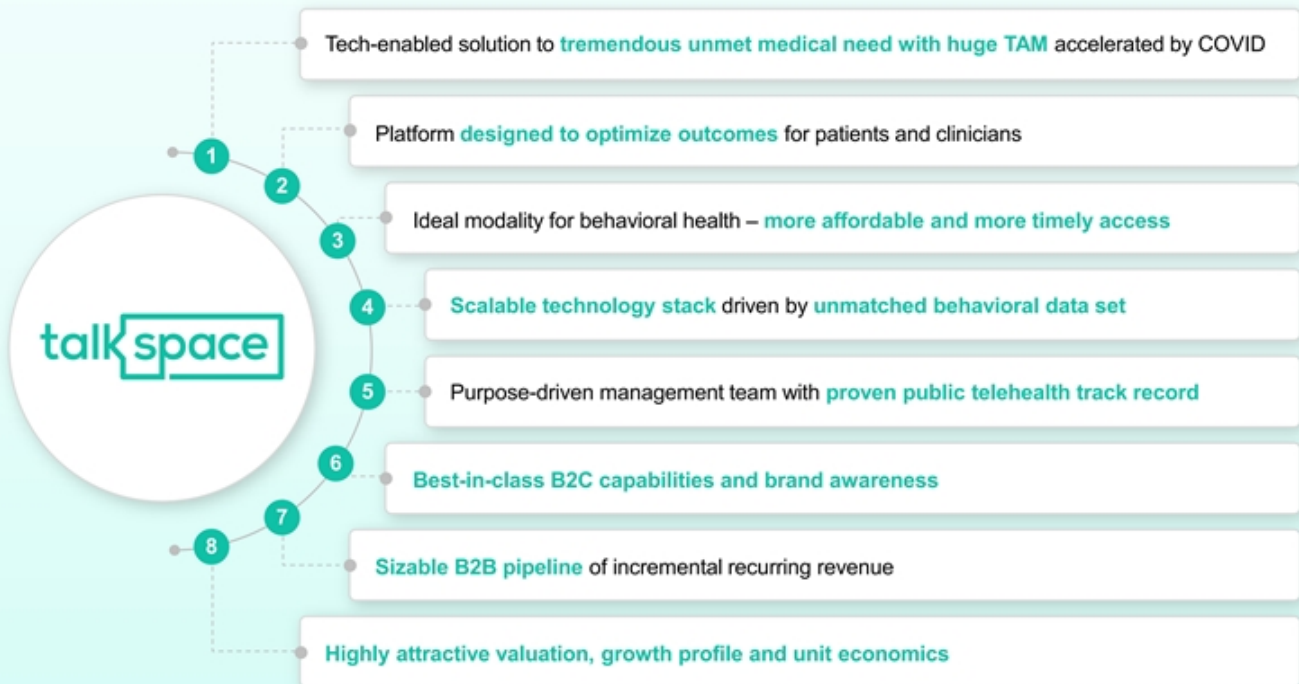 1
Tech-enabled solution to tremendous unmet medical need with huge TAM accelerated by COVID
2
Platform designed to optimize outcomes for patients and clinicians
3
Ideal modality for behavioral health – more affordable and more timely access
4
Scalable technology stack driven by unmatched behavioral data set
talkspace
5
Purpose-driven management team with proven public telehealth track record
6
Best-in-class B2C capabilities and brand awareness
7
Sizable B2B pipeline of incremental recurring revenue
8
Highly attractive valuation, growth profile and unit economics